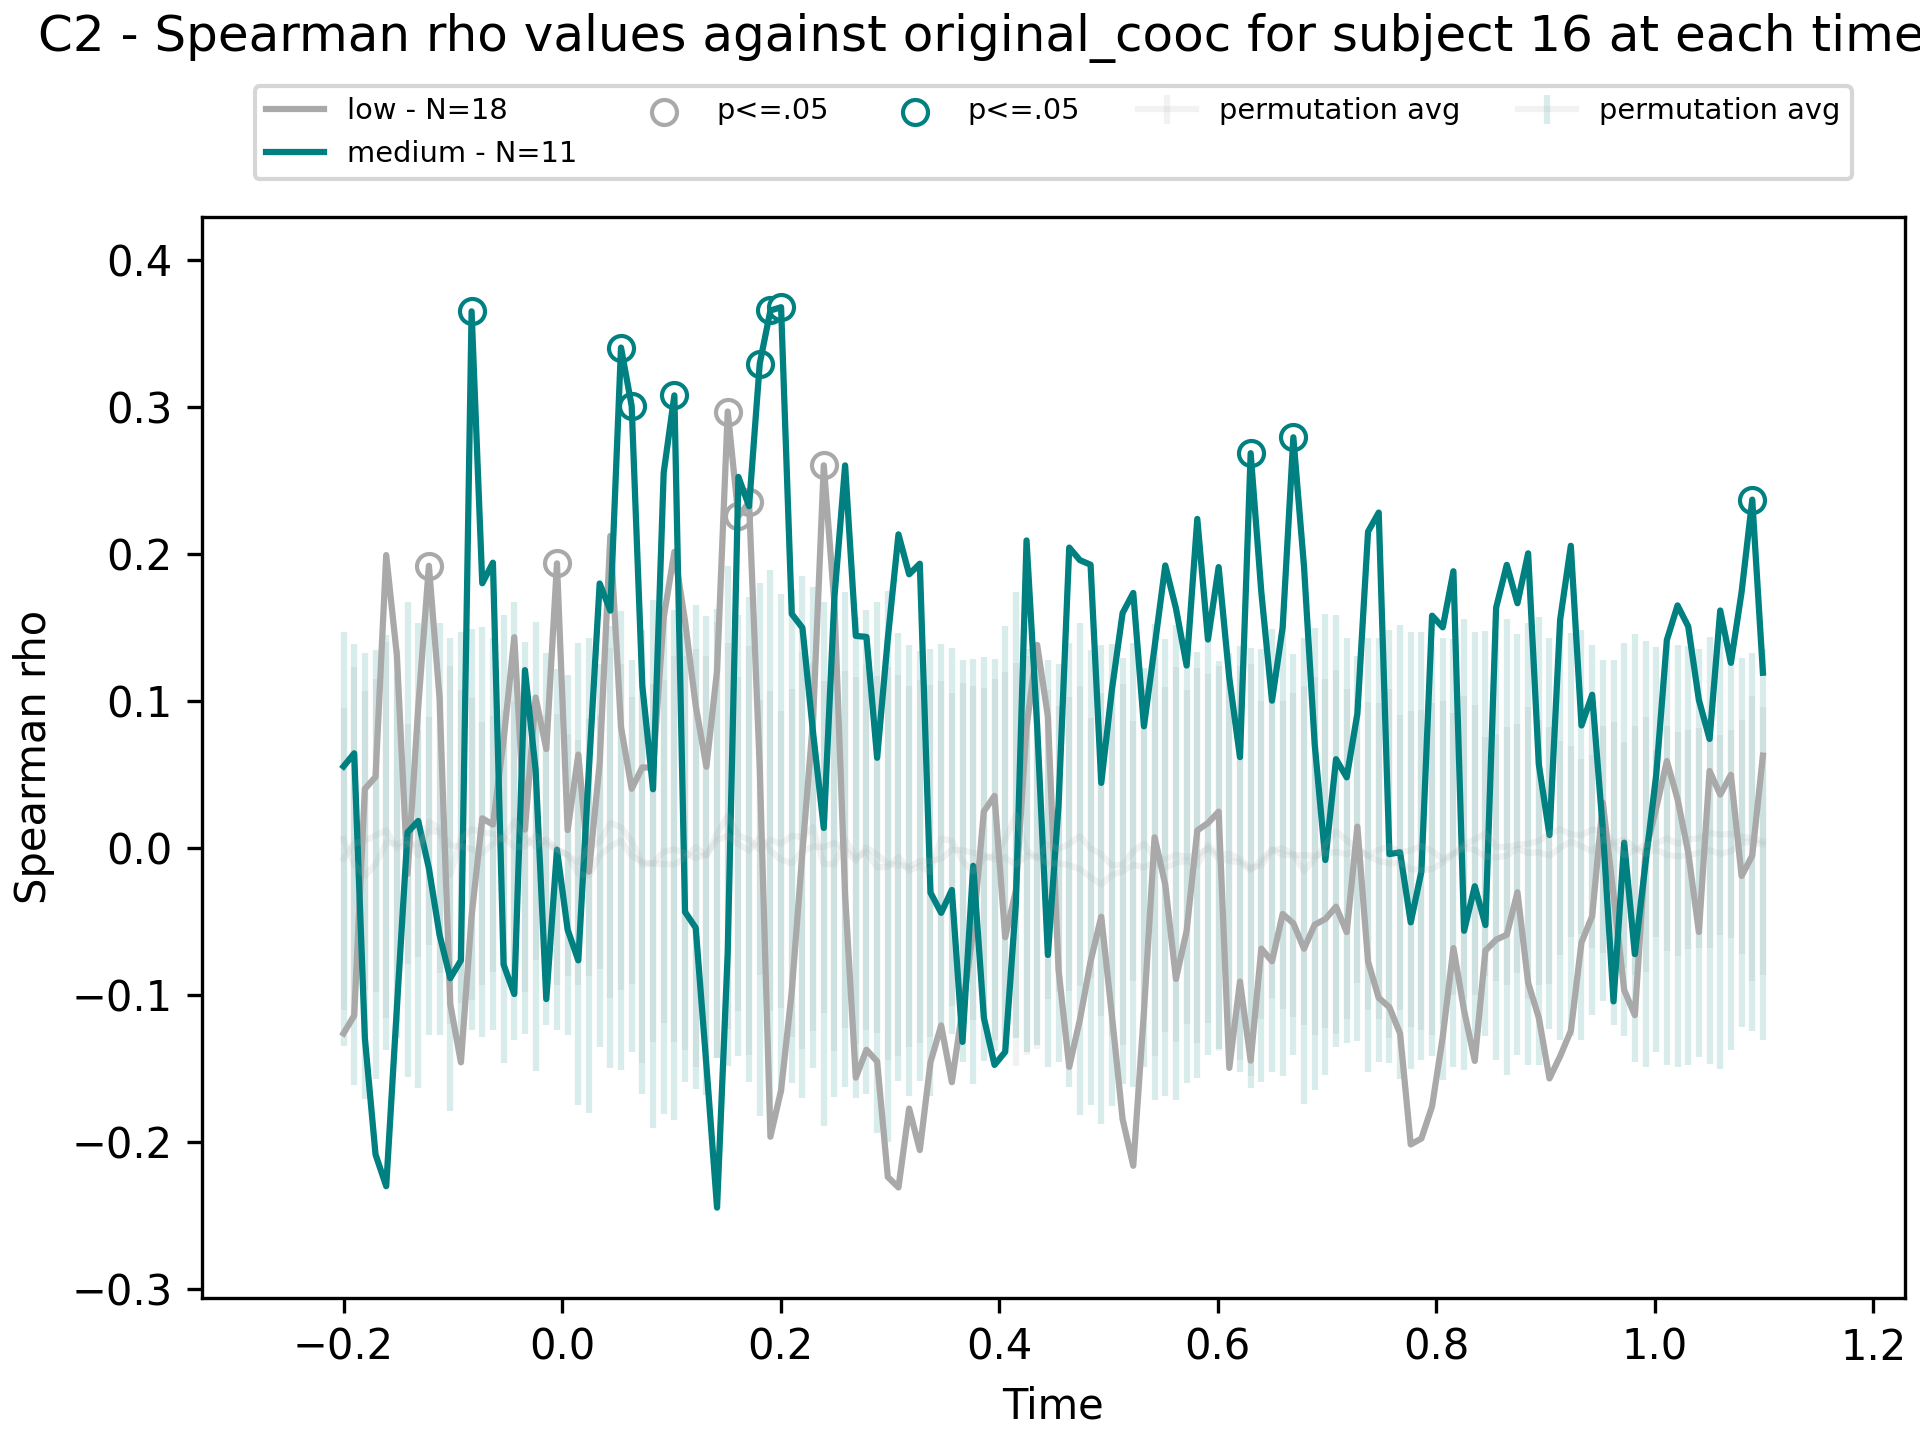 C2 - Spearman rho values against original_cooc for subject 16 at each time
low - N=18
medium - N=11
p<=.05
p<=.05
permutation avg
permutation avg
Spearman rho
0.4
0.3
0.2
0.1
0.0
−0.1
−0.2
−0.3
−0.2
0.0
0.2
0.4
0.6
0.8
1.0
1.2
Time